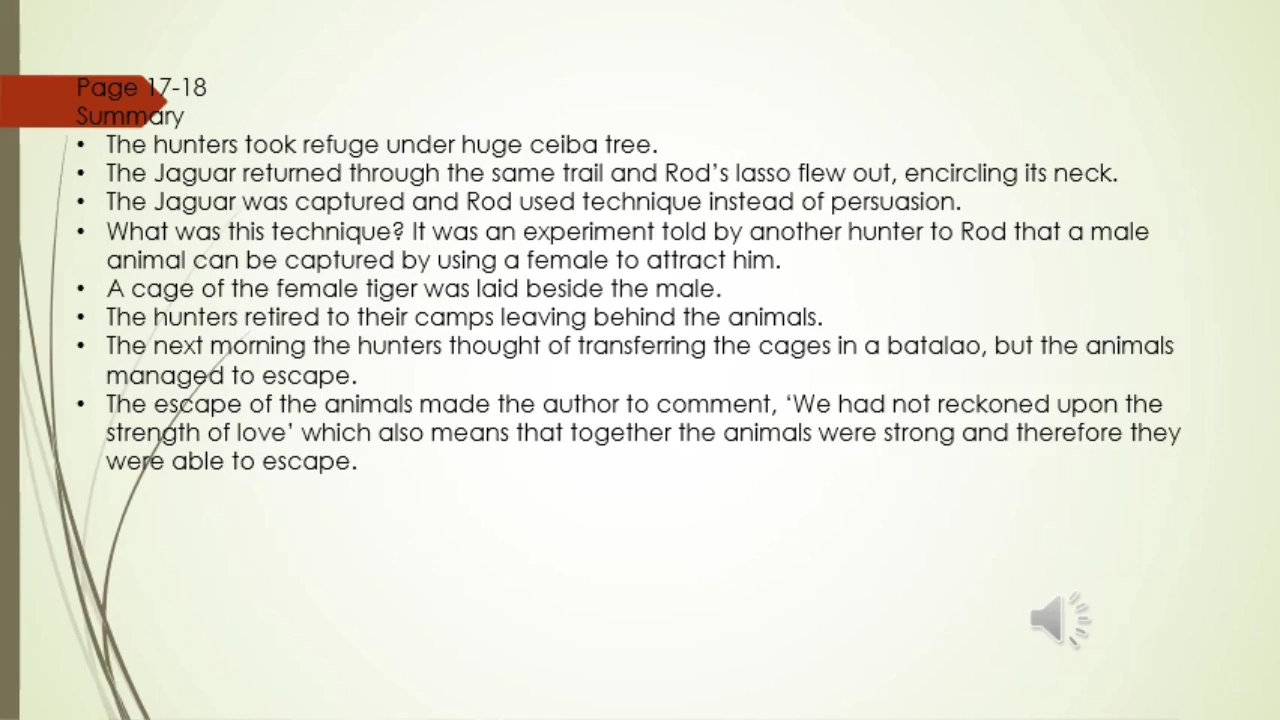 Page 17-18
Summary
• The hunters took refuge under huge ceiba tree.
• The Jaguar returned through the same trail and Rod’s lasso flew out, encircling its neck.
• The Jaguar was captured and Rod used technique instead of persuasion.
• What was this technique? It was an experiment told by another hunter to Rod that a male
animal can be captured by using a female to attract him.
• A cage of the female tiger was laid beside the male.
• The hunters retired to their camps leaving behind the animals.
• The next morning the hunters thought of transferring the cages in a batalao, but the animals
managed to escape.
• The escape of the animals made the author to comment, ‘We had not reckoned upon the
strength of love’ which also means that together the animals were strong and therefore they
were able to escape.